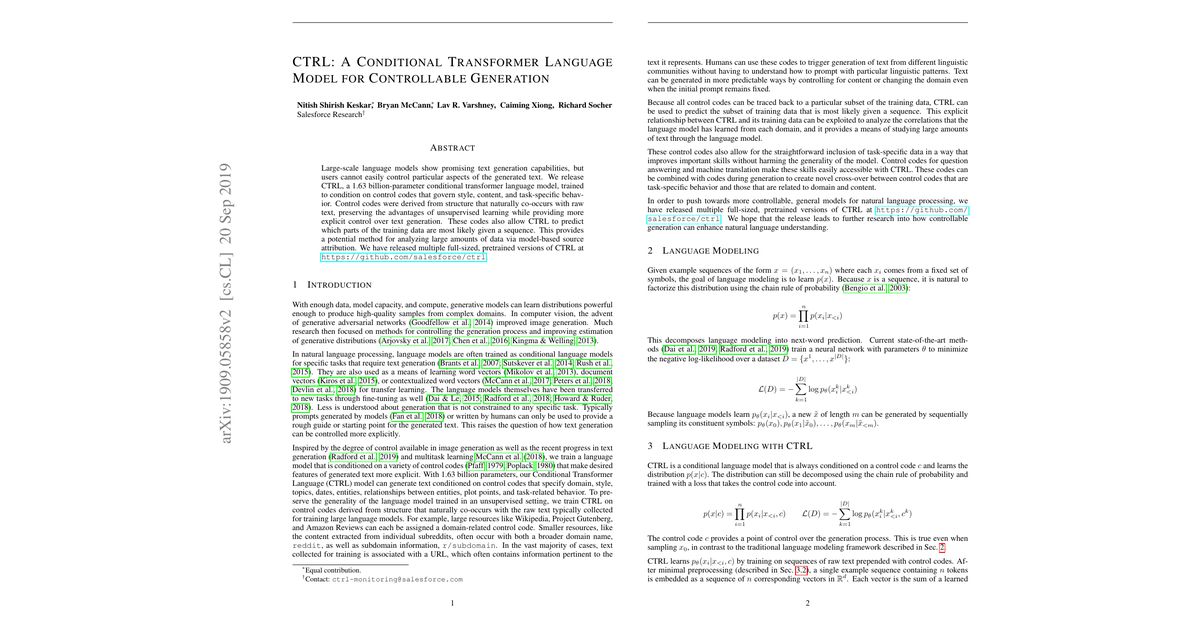 arXiv:1909.05858v2 [cs.CL] 20 Sep 2019
CTRL: A CONDITIONAL TRANSFORMER LANGUAGE
MODEL FOR CONTROLLABLE GENERATION
Nitish Shirish Keskar*, Bryan McCann*, Lav R. Varshney, Caiming Xiong, Richard Socher
Salesforce Research†
ABSTRACT
Large-scale language models show promising text generation capabilities, but
users cannot easily control particular aspects of the generated text. We release
CTRL, a 1.63 billion-parameter conditional transformer language model, trained
to condition on control codes that govern style, content, and task-specific behav-
ior. Control codes were derived from structure that naturally co-occurs with raw
text, preserving the advantages of unsupervised learning while providing more
explicit control over text generation. These codes also allow CTRL to predict
which parts of the training data are most likely given a sequence. This provides
a potential method for analyzing large amounts of data via model-based source
attribution. We have released multiple full-sized, pretrained versions of CTRL at
https://github.com/salesforce/ctrl.
1 INTRODUCTION
With enough data, model capacity, and compute, generative models can learn distributions powerful
enough to produce high-quality samples from complex domains. In computer vision, the advent
of generative adversarial networks (Goodfellow et al., 2014) improved image generation. Much
research then focused on methods for controlling the generation process and improving estimation
of generative distributions (Arjovsky et al., 2017; Chen et al., 2016; Kingma & Welling, 2013).
In natural language processing, language models are often trained as conditional language models
for specific tasks that require text generation (Brants et al., 2007; Sutskever et al., 2014; Rush et al.,
2015). They are also used as a means of learning word vectors (Mikolov et al., 2013), document
vectors (Kiros et al., 2015), or contextualized word vectors (McCann et al., 2017; Peters et al., 2018;
Devlin et al., 2018) for transfer learning. The language models themselves have been transferred
to new tasks through fine-tuning as well (Dai & Le, 2015; Radford et al., 2018; Howard & Ruder,
2018). Less is understood about generation that is not constrained to any specific task. Typically
prompts generated by models (Fan et al., 2018) or written by humans can only be used to provide a
rough guide or starting point for the generated text. This raises the question of how text generation
can be controlled more explicitly.
Inspired by the degree of control available in image generation as well as the recent progress in text
generation (Radford et al., 2019) and multitask learning McCann et al. (2018), we train a language
model that is conditioned on a variety of control codes (Pfaff, 1979; Poplack, 1980) that make desired
features of generated text more explicit. With 1.63 billion parameters, our Conditional Transformer
Language (CTRL) model can generate text conditioned on control codes that specify domain, style,
topics, dates, entities, relationships between entities, plot points, and task-related behavior. To pre-
serve the generality of the language model trained in an unsupervised setting, we train CTRL on
control codes derived from structure that naturally co-occurs with the raw text typically collected
for training large language models. For example, large resources like Wikipedia, Project Gutenberg,
and Amazon Reviews can each be assigned a domain-related control code. Smaller resources, like
the content extracted from individual subreddits, often occur with both a broader domain name,
reddit, as well as subdomain information, r/subdomain. In the vast majority of cases, text
collected for training is associated with a URL, which often contains information pertinent to the
*Equal contribution.
†Contact: ctrl-monitoring@salesforce.com
1
text it represents. Humans can use these codes to trigger generation of text from different linguistic
communities without having to understand how to prompt with particular linguistic patterns. Text
can be generated in more predictable ways by controlling for content or changing the domain even
when the initial prompt remains fixed.
Because all control codes can be traced back to a particular subset of the training data, CTRL can
be used to predict the subset of training data that is most likely given a sequence. This explicit
relationship between CTRL and its training data can be exploited to analyze the correlations that the
language model has learned from each domain, and it provides a means of studying large amounts
of text through the language model.
These control codes also allow for the straightforward inclusion of task-specific data in a way that
improves important skills without harming the generality of the model. Control codes for question
answering and machine translation make these skills easily accessible with CTRL. These codes can
be combined with codes during generation to create novel cross-over between control codes that are
task-specific behavior and those that are related to domain and content.
In order to push towards more controllable, general models for natural language processing, we
have released multiple full-sized, pretrained versions of CTRL at https://github.com/
salesforce/ctrl. We hope that the release leads to further research into how controllable
generation can enhance natural language understanding.
2 LANGUAGE MODELING
Given example sequences of the form x = (x₁, . . . , xₙ) where each xᵢ comes from a fixed set of
symbols, the goal of language modeling is to learn p(x). Because x is a sequence, it is natural to
factorize this distribution using the chain rule of probability (Bengio et al., 2003):
p(x) = ∏ⁿᵢ₌₁ p(xᵢ|x<ᵢ)
This decomposes language modeling into next-word prediction. Current state-of-the-art meth-
ods (Dai et al., 2019; Radford et al., 2019) train a neural network with parameters θ to minimize
the negative log-likelihood over a dataset D = {x¹, . . . , x^|D|}:
L(D) = − ∑_{k=1}^{|D|} log p_θ(x_i^k|x_{<i}^k)
Because language models learn p_θ(xᵢ|x<ᵢ), a new x̃ of length m can be generated by sequentially
sampling its constituent symbols: p_θ(x₀), p_θ(x₁|x̃₀), . . . , p_θ(x_m|x̃_{<m}).
3 LANGUAGE MODELING WITH CTRL
CTRL is a conditional language model that is always conditioned on a control code c and learns the
distribution p(x|c). The distribution can still be decomposed using the chain rule of probability and
trained with a loss that takes the control code into account.
p(x|c) = ∏ⁿᵢ₌₁ p(xᵢ|x<ᵢ, c) L(D) = − ∑_{k=1}^{|D|} log p_θ(x_i^k|x_{<i}^k, c^k)
The control code c provides a point of control over the generation process. This is true even when
sampling x₀, in contrast to the traditional language modeling framework described in Sec. 2.
CTRL learns p_θ(xᵢ|x<ᵢ, c) by training on sequences of raw text prepended with control codes. Af-
ter minimal preprocessing (described in Sec. 3.2), a single example sequence containing n tokens
is embedded as a sequence of n corresponding vectors in ℝᵈ. Each vector is the sum of a learned
2